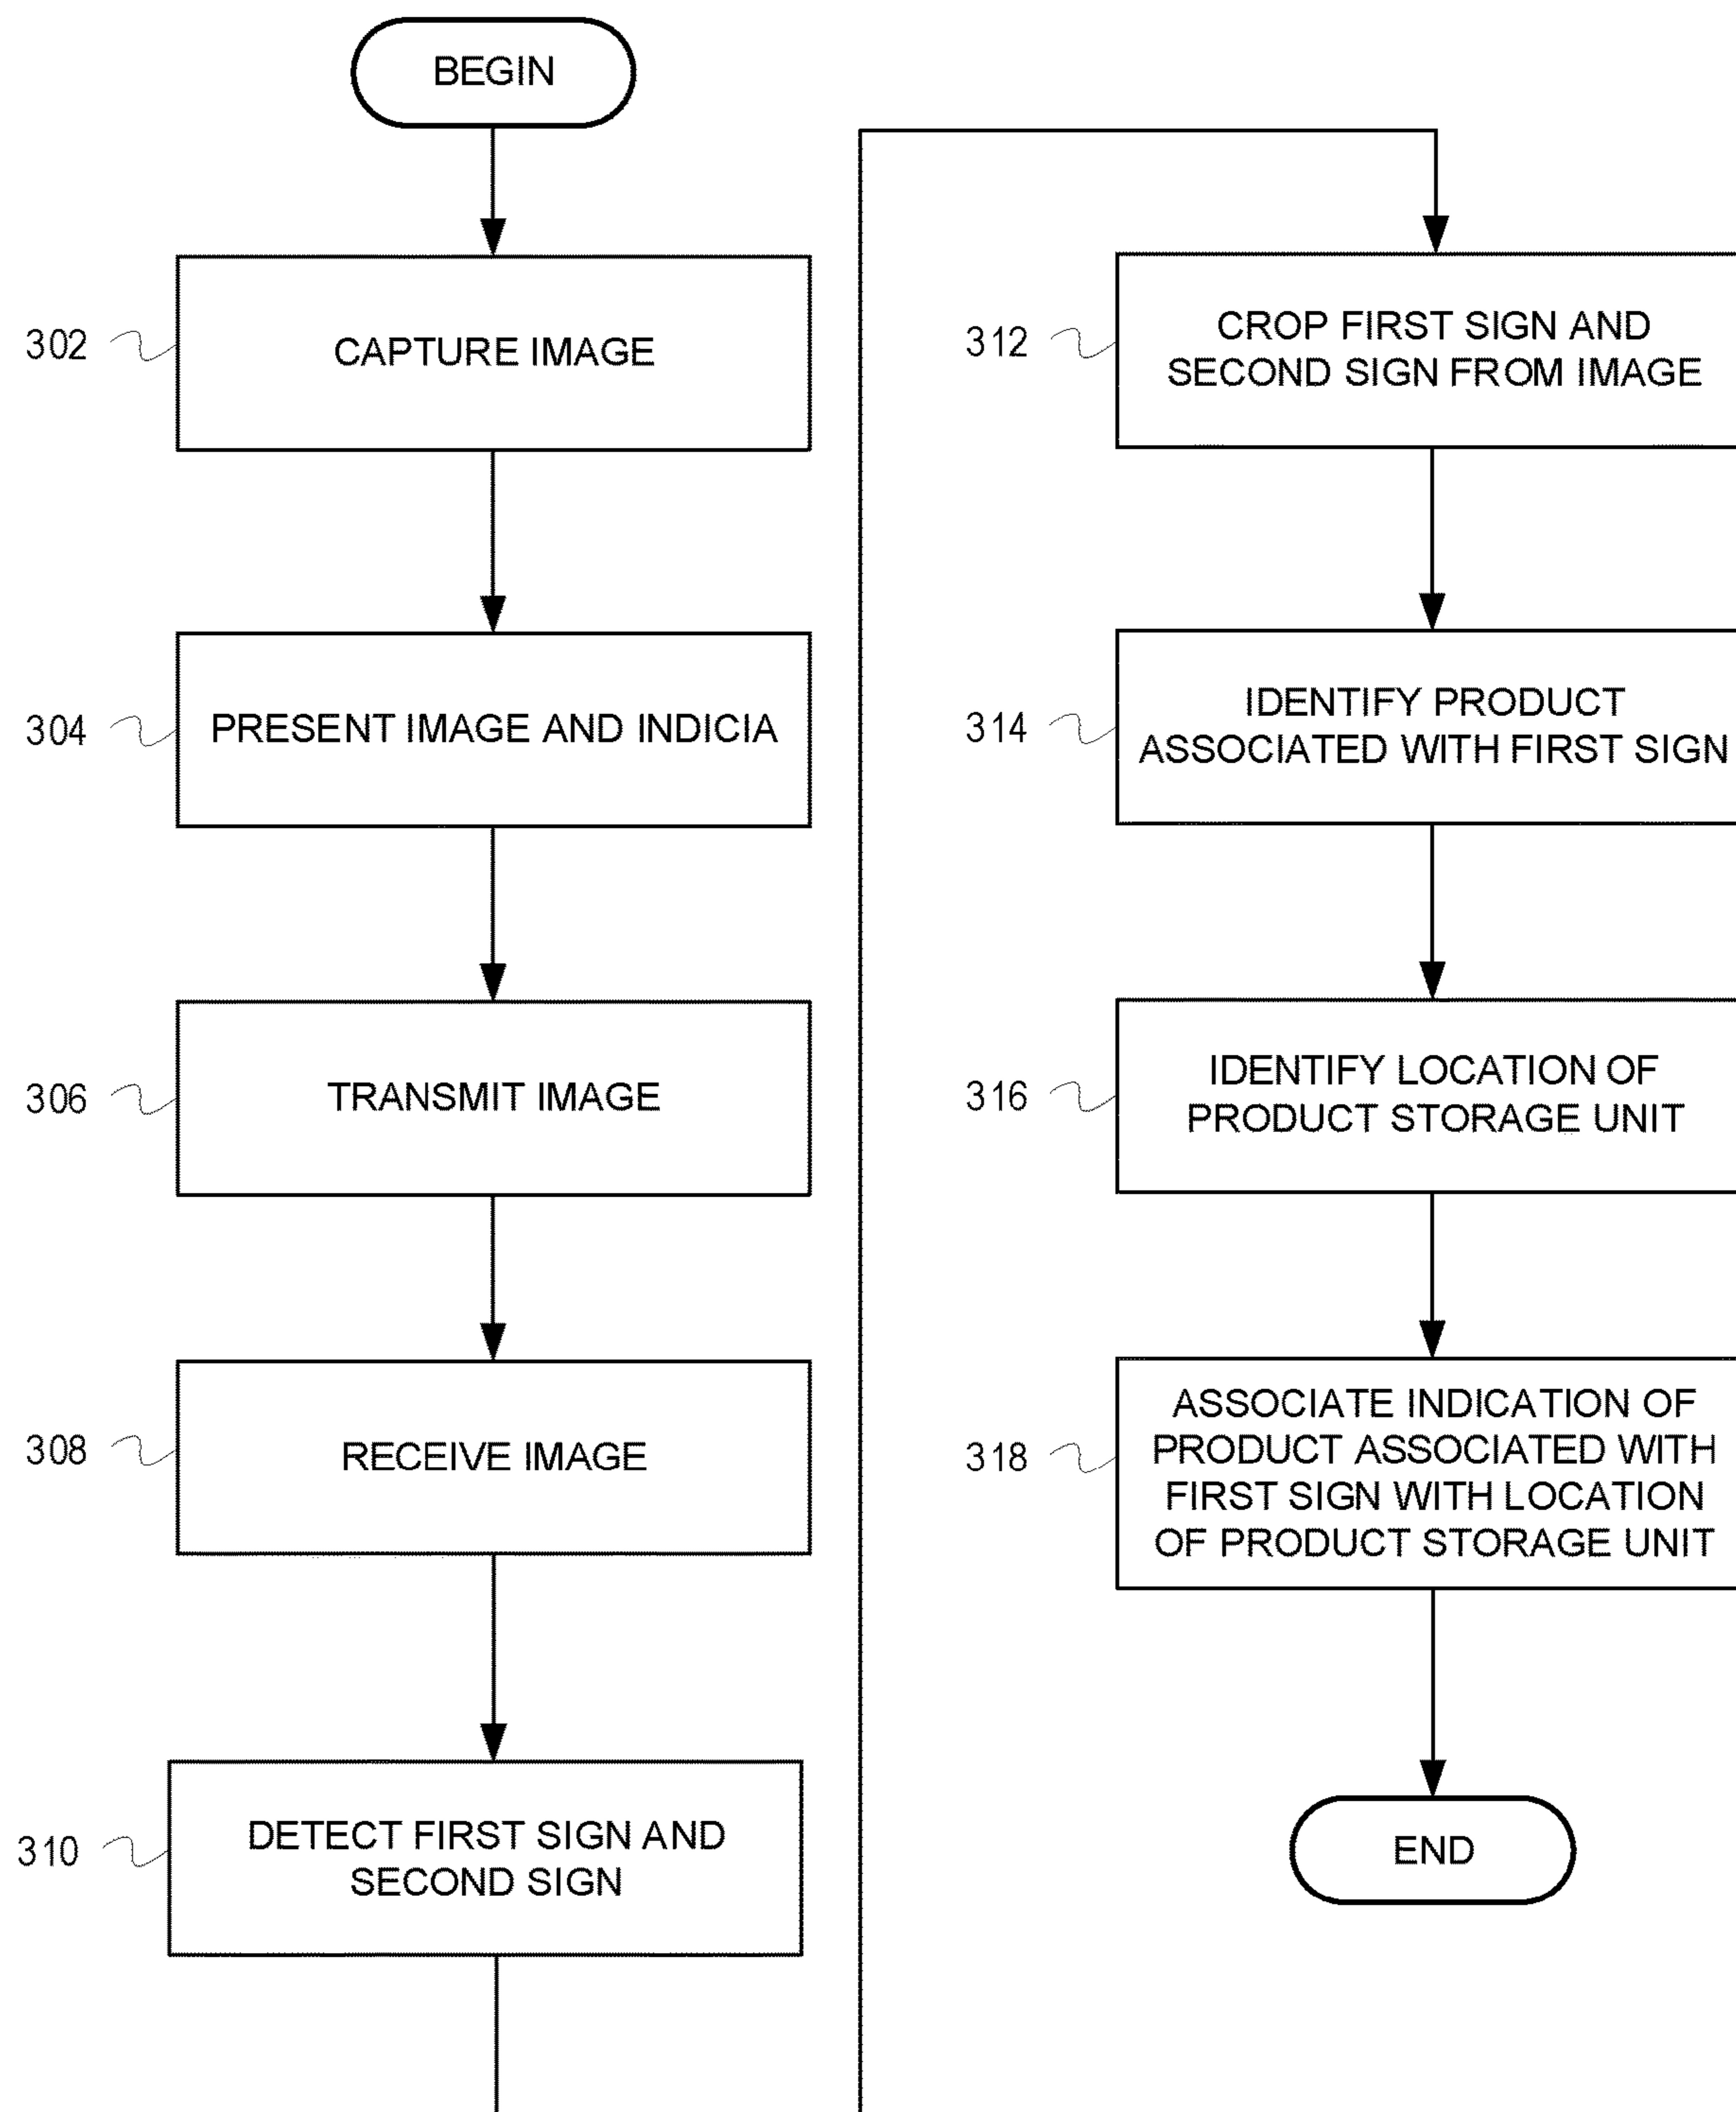 BEGIN
302
CAPTURE IMAGE
304
PRESENT IMAGE AND INDICIA
306
TRANSMIT IMAGE
308
RECEIVE IMAGE
310
DETECT FIRST SIGN AND
SECOND SIGN
312
CROP FIRST SIGN AND
SECOND SIGN FROM IMAGE
314
IDENTIFY PRODUCT
ASSOCIATED WITH FIRST SIGN
316
IDENTIFY LOCATION OF
PRODUCT STORAGE UNIT
318
ASSOCIATE INDICATION OF
PRODUCT ASSOCIATED WITH
FIRST SIGN WITH LOCATION
OF PRODUCT STORAGE UNIT
END